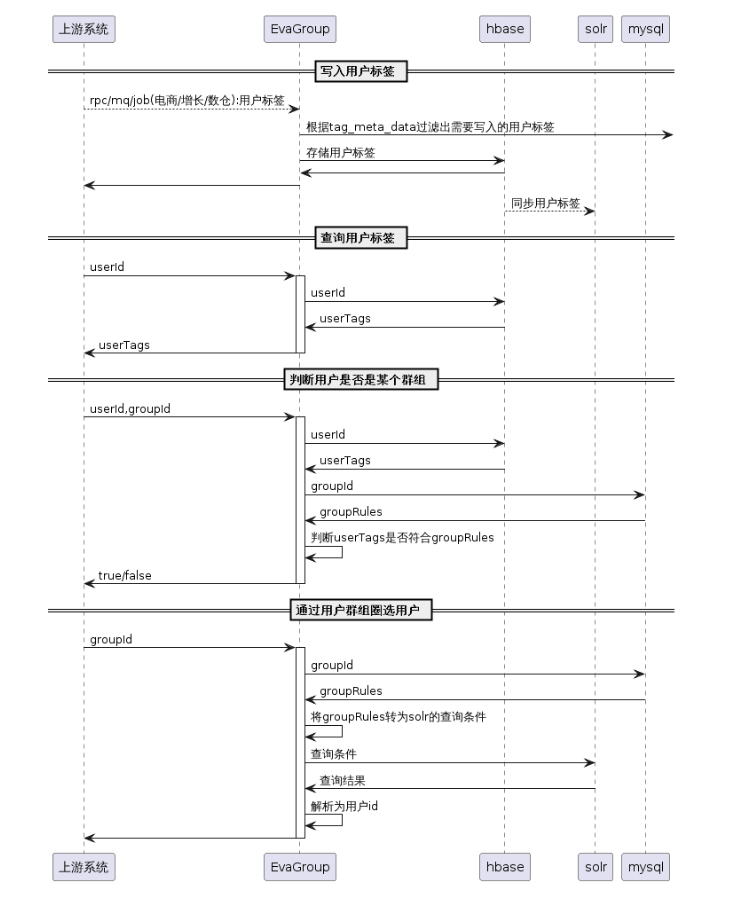 上游系统 EvaGroup hbase solr mysql
写入用户标签
rpc/mq/job(电商/增长/数仓):用户标签
根据tag_meta_data过滤出需要写入的用户标签
存储用户标签
同步用户标签
查询用户标签
userId
userId
userTags
userTags
判断用户是否是某个群组
userId,groupId
userId
userTags
groupId
groupRules
判断userTags是否符合groupRules
true/false
通过用户群组圈选用户
groupId
groupId
groupRules
将groupRules转为solr的查询条件
查询条件
查询结果
解析为用户id
上游系统 EvaGroup hbase solr mysql